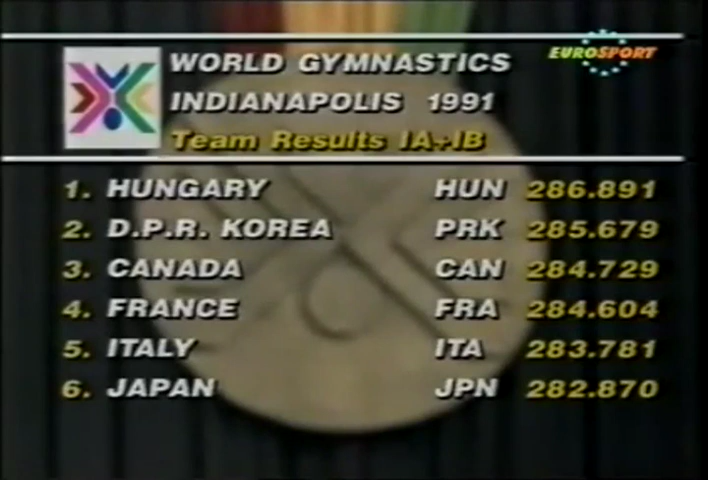 WORLD GYMNASTICS
EUROSPORT
INDIANAPOLIS 1991
Team Results IA+IB
1. HUNGARY HUN 286.891
2. D.P.R. KOREA PRK 285.679
3. CANADA CAN 284.729
4. FRANCE FRA 284.604
5. ITALY ITA 283.781
6. JAPAN JPN 282.870